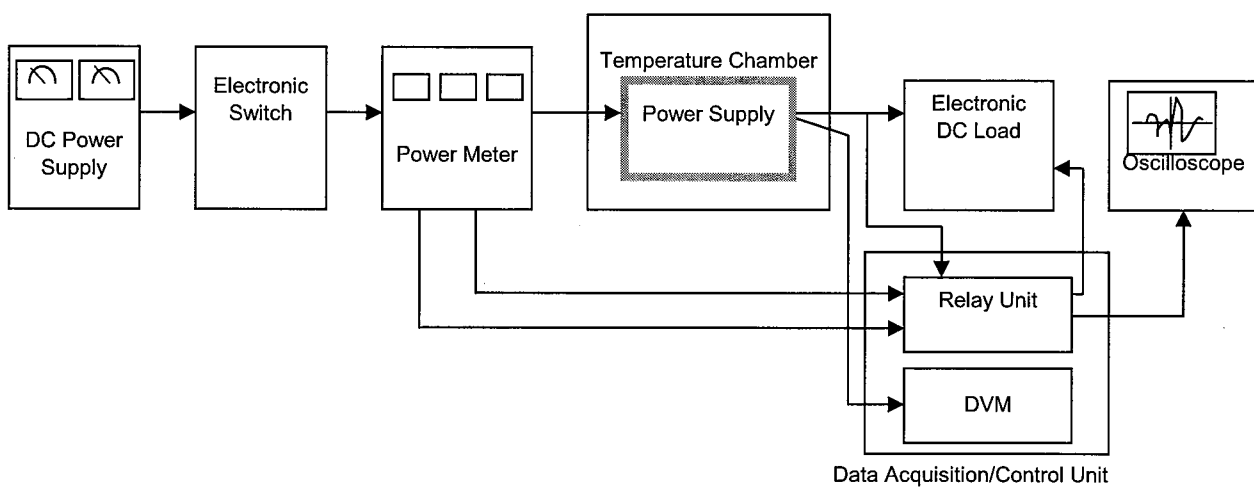 DC Power
Supply
Electronic
Switch
Power Meter
Temperature Chamber
Power Supply
Electronic
DC Load
Oscilloscope
Relay Unit
DVM
Data Acquisition/Control Unit